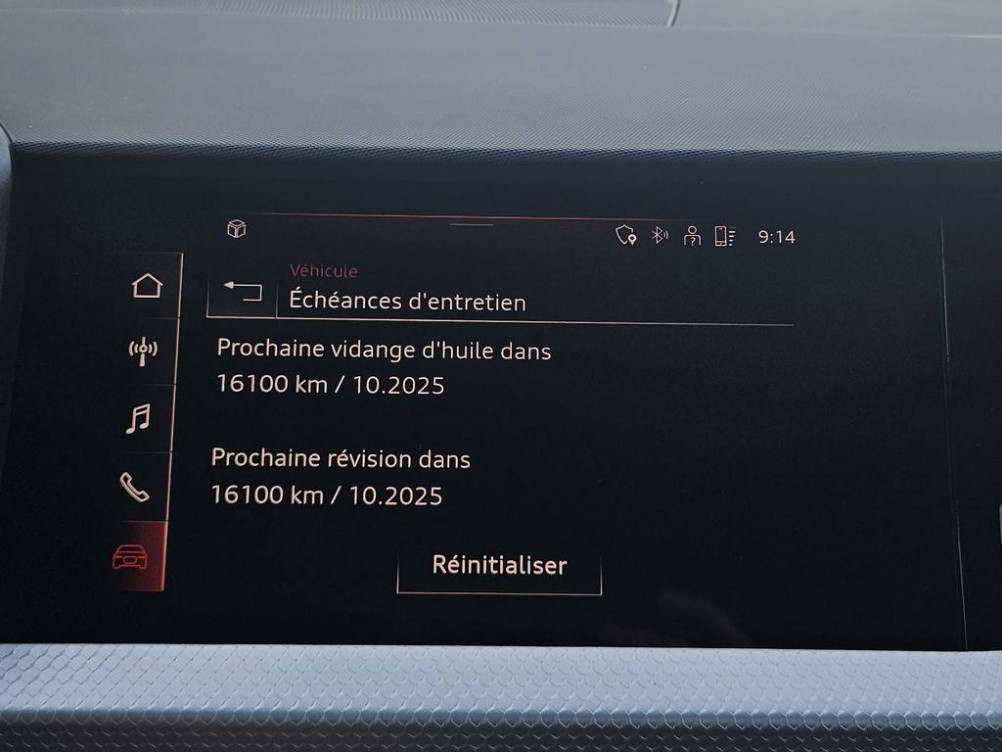 9:14
Véhicule
Échéances d'entretien
Prochaine vidange d'huile dans
16100 km / 10.2025
Prochaine révision dans
16100 km / 10.2025
Réinitialiser